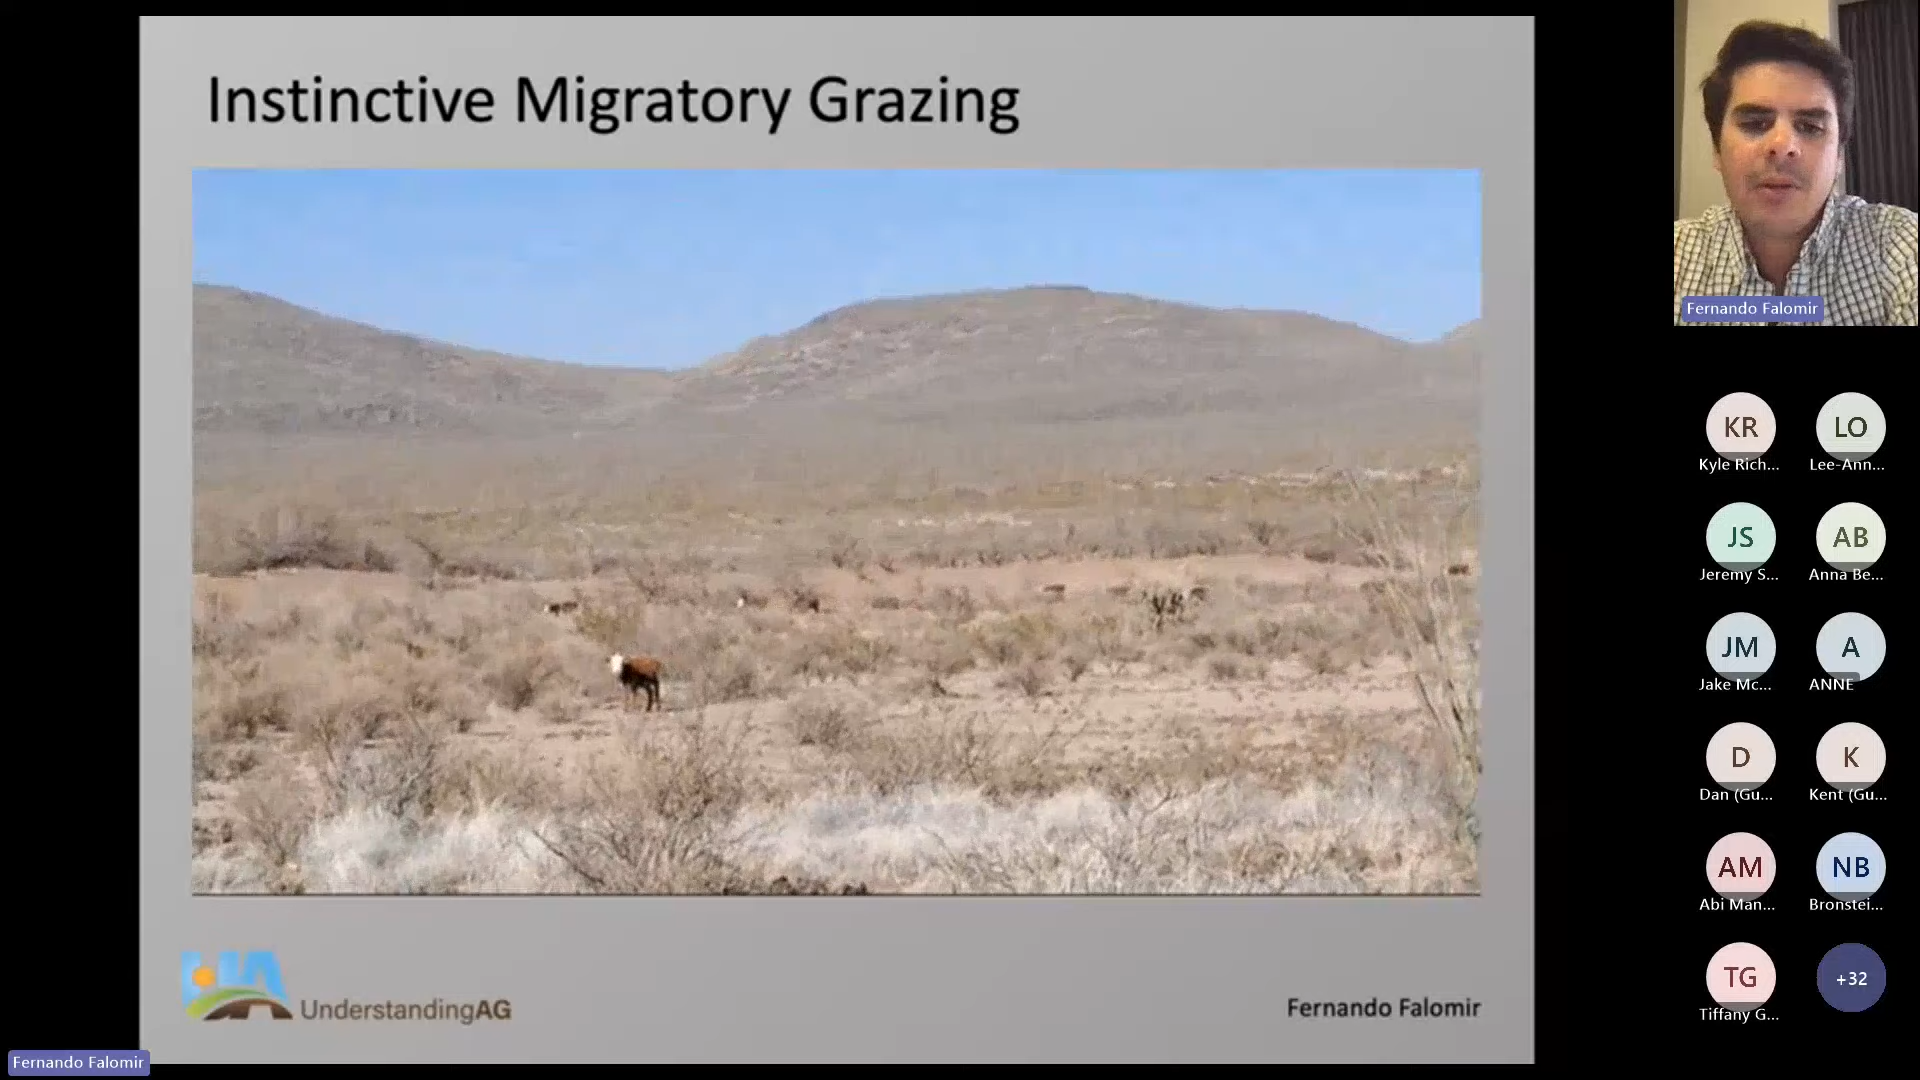 Instinctive Migratory Grazing
UnderstandingAG
Fernando Falomir
Fernando Falomir
Fernando Falomir
KR
Kyle Rich...
LO
Lee-Ann...
JS
Jeremy S...
AB
Anna Be...
JM
Jake Mc...
A
ANNE
D
Dan (Gu...
K
Kent (Gu...
AM
Abi Man...
NB
Bronstei...
TG
Tiffany G...
+32